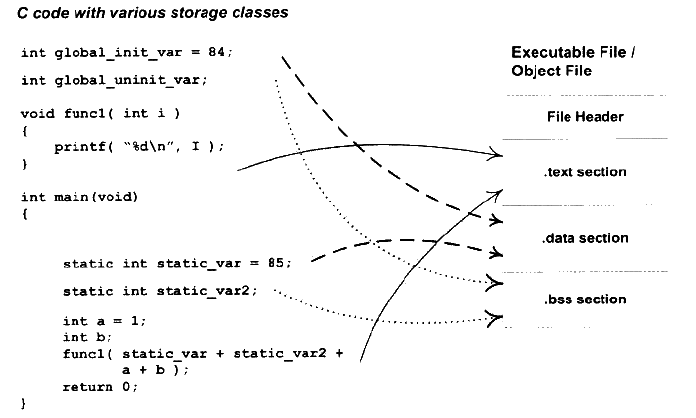 C code with various storage classes
int global_init_var = 84;
int global_uninit_var;
void func1( int i )
{
printf( "%d\n", I );
}
int main(void)
{
static int static_var = 85;
static int static_var2;
int a = 1;
int b;
func1( static_var + static_var2 +
a + b );
return 0;
}
Executable File /
Object File
File Header
.text section
.data section
.bss section